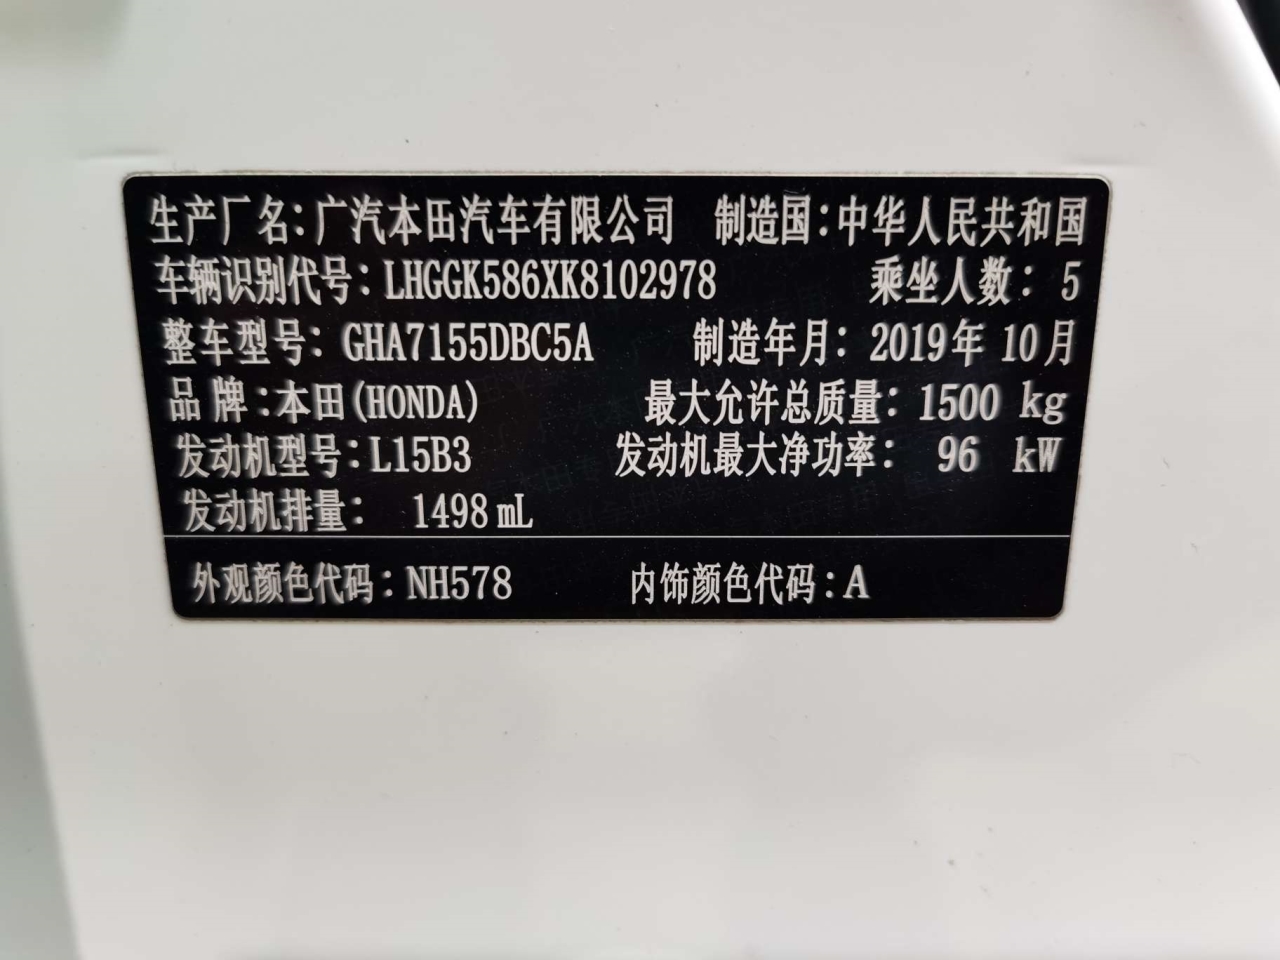 生产厂名:广汽本田汽车有限公司 制造国:中华人民共和国
车辆识别代号:LHGGK586XK8102978 乘坐人数: 5
整车型号: GHA7155DBC5A 制造年月: 2019年 10月
品 牌:本田(HONDA) 最大允许总质量: 1500 kg
发动机型号:L15B3 发动机最大净功率: 96 kW
发动机排量: 1498 mL
外观颜色代码:NH578 内饰颜色代码:A